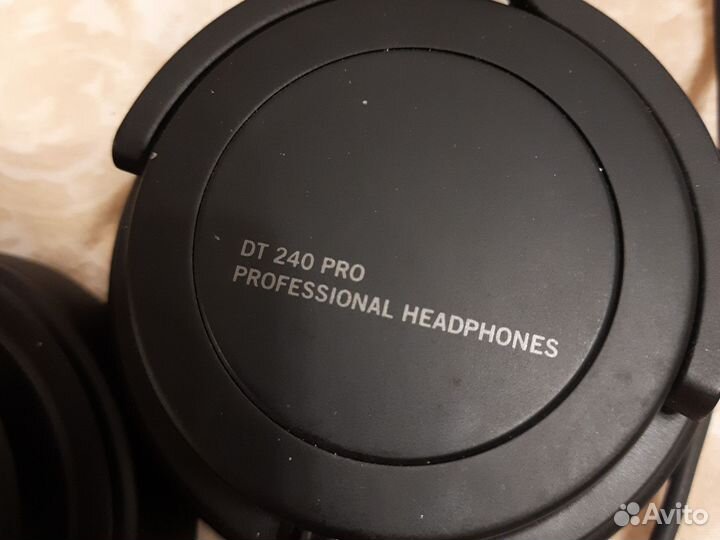 DT 240 PRO
PROFESSIONAL HEADPHONES
Avito